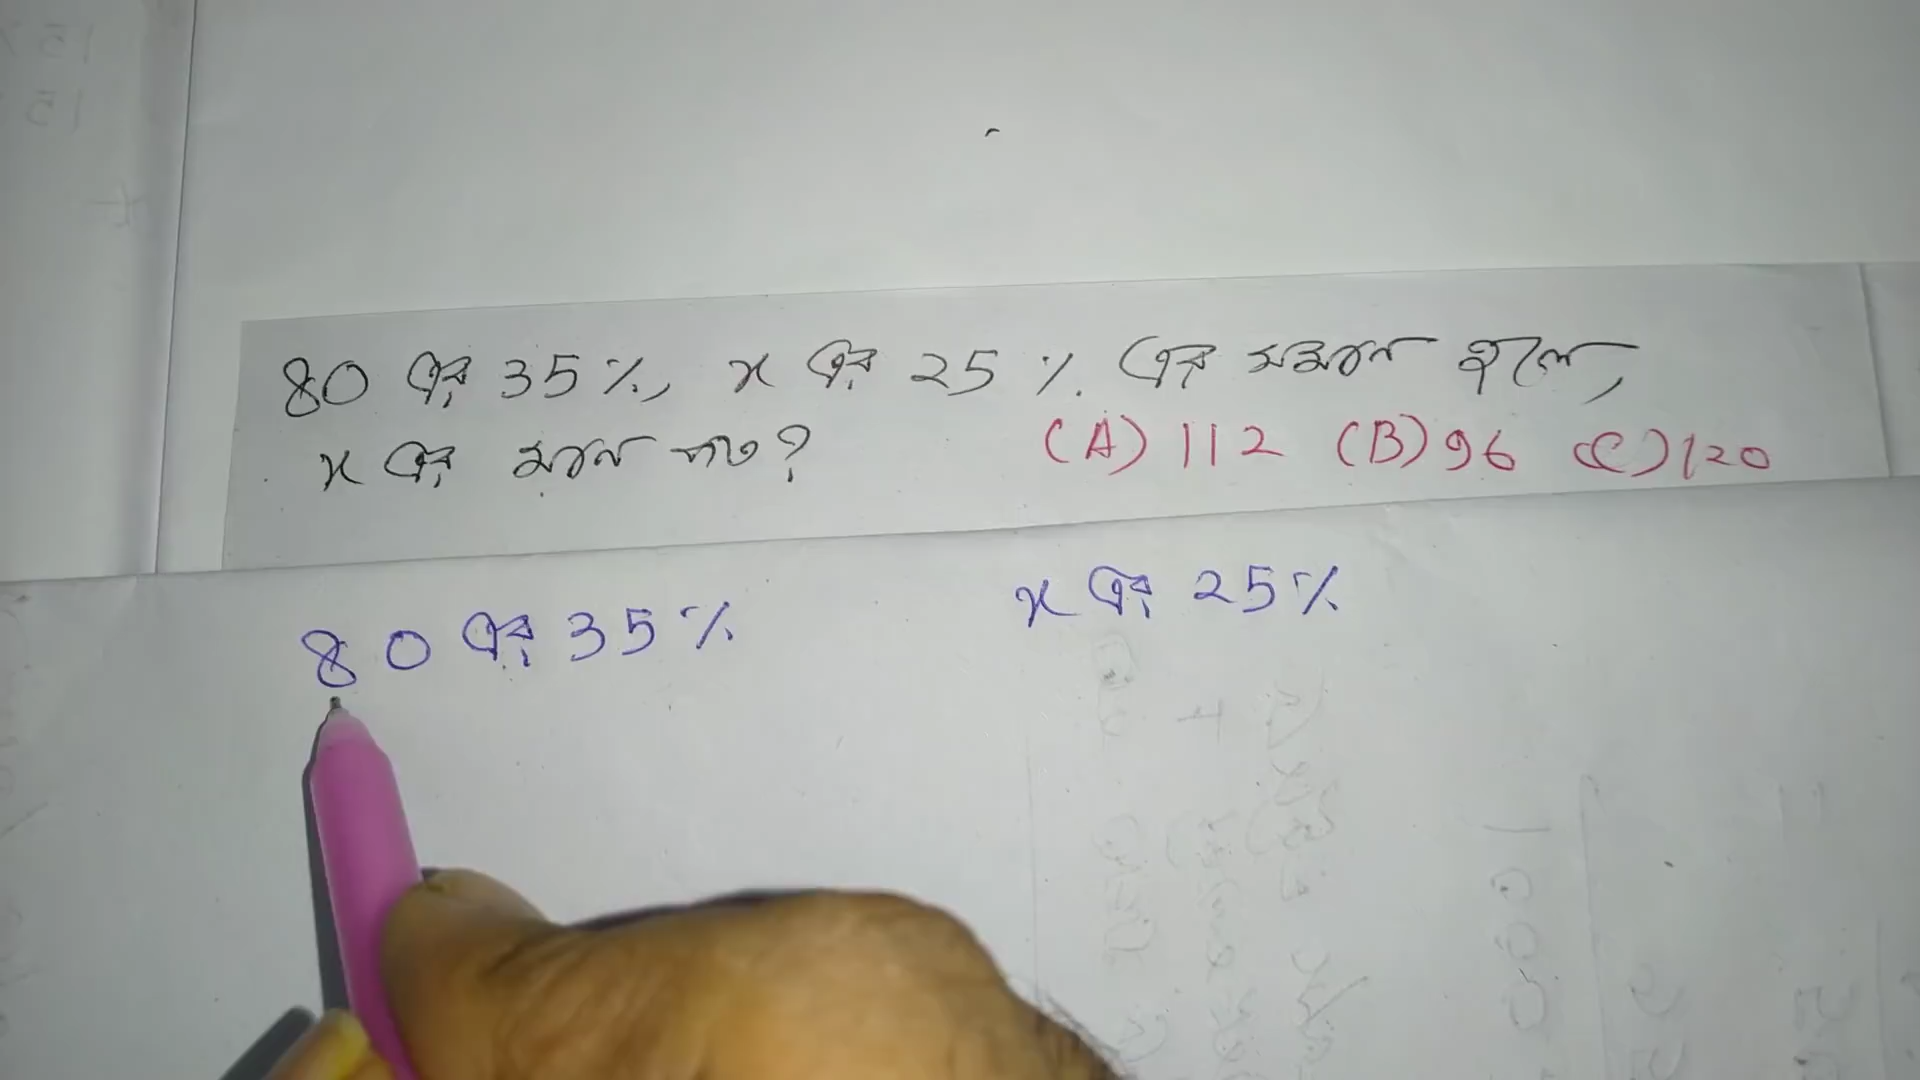 80 এর 35%, x এর 25 %. এর সমান হলে,
x এর মান কত? (A) 112 (B) 96 (C) 120
80 এর 35%
x এর 25%